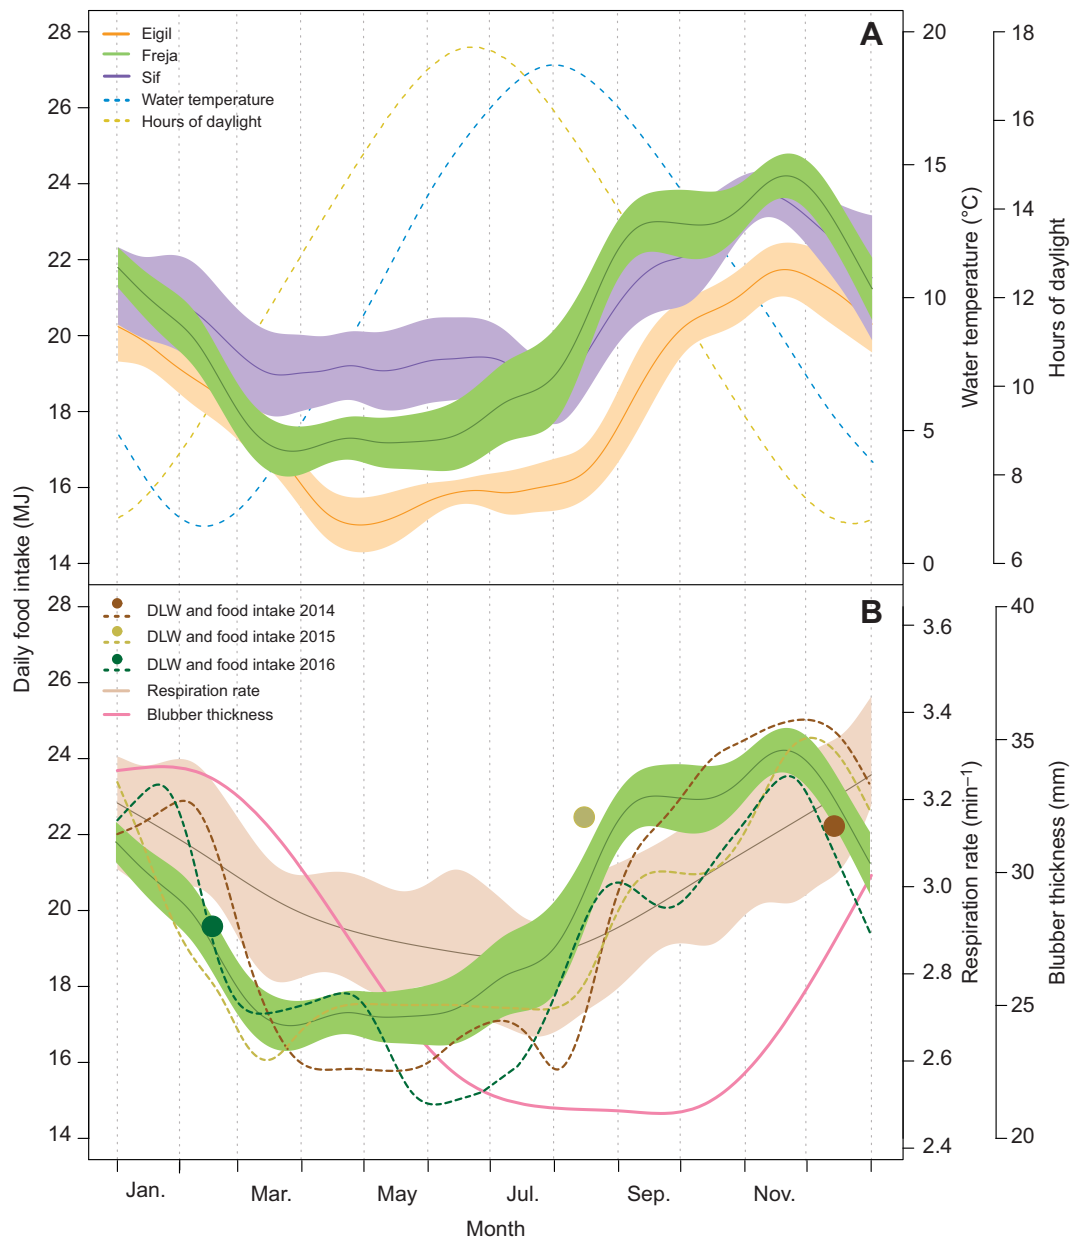 A
Eigil
Freja
Sif
Water temperature
Hours of daylight
28
26
24
22
20
18
16
14
20
15
10
5
0
Water temperature (°C)
18
16
14
12
10
8
6
Hours of daylight
Daily food intake (MJ)
B
DLW and food intake 2014
DLW and food intake 2015
DLW and food intake 2016
Respiration rate
Blubber thickness
28
26
24
22
20
18
16
14
3.6
3.4
3.2
3.0
2.8
2.6
2.4
Respiration rate (min–1)
40
35
30
25
20
Blubber thickness (mm)
Jan. Mar. May Jul. Sep. Nov.
Month